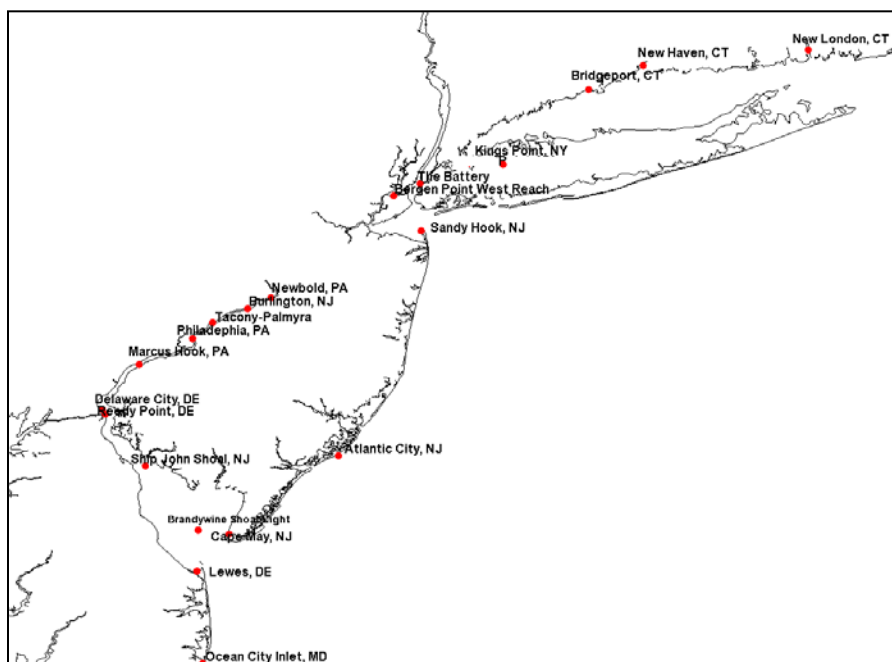 New London, CT
New Haven, CT
Bridgeport, CT
Kings Point, NY
The Battery
Bergen Point West Reach
Sandy Hook, NJ
Newbold, PA
Burlington, NJ
Tacony-Palmyra
Philadephia, PA
Marcus Hook, PA
Delaware City, DE
Reedy Point, DE
Atlantic City, NJ
Ship John Shoal, NJ
Brandywine Shoal Light
Cape May, NJ
Lewes, DE
Ocean City Inlet, MD